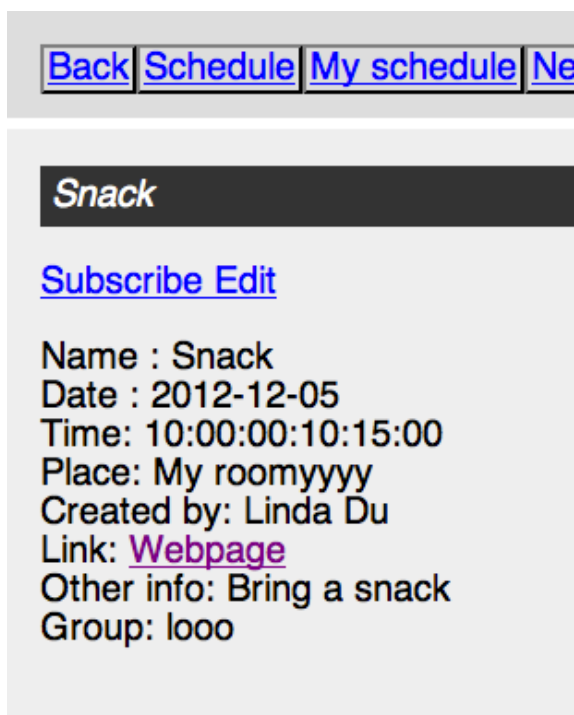 Back Schedule My schedule Ne
Snack
Subscribe Edit
Name : Snack
Date : 2012-12-05
Time: 10:00:00:10:15:00
Place: My roomyyyy
Created by: Linda Du
Link: Webpage
Other info: Bring a snack
Group: looo